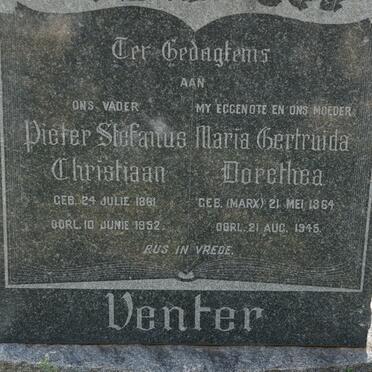 Ter Gedagtenis
AAN
ONS VADER
Pieter Stefanus
Christiaan
GEB. 24 JULIE 1861
OORL. 10 JUNIE 1952.
MY EGGENOTE EN ONS MOEDER
Maria Gertruida
Dorethea
GEB. (MARX) 21 MEI 1864
OORL. 21 AUG. 1945.
RUS IN VREDE.
Venter